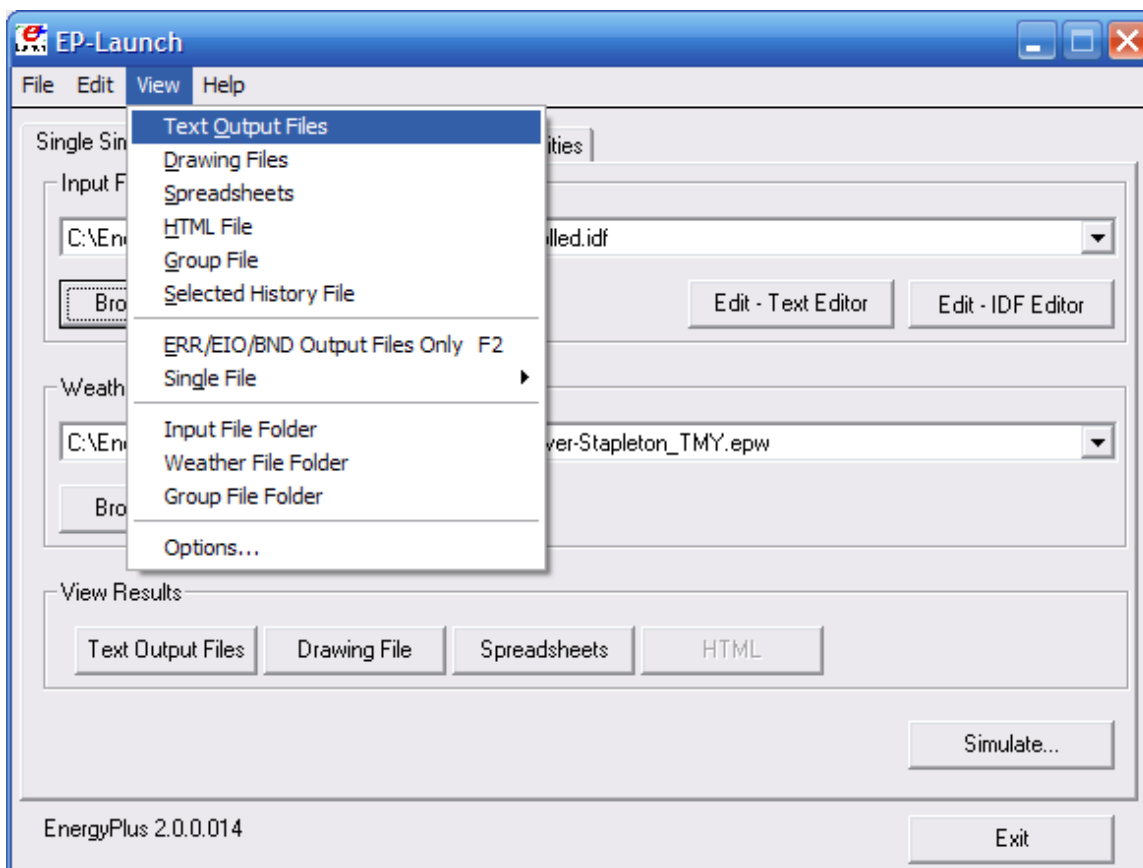 EP-Launch
File Edit View Help
Text Output Files
Drawing Files
Spreadsheets
HTML File
Group File
Selected History File
ERR/EIO/BND Output Files Only F2
Single File
Input File Folder
Weather File Folder
Group File Folder
Options...
Single Sin
ities
Input F
C:\En
lled.idf
Bro
Edit - Text Editor
Edit - IDF Editor
Weath
C:\En
ver-Stapleton_TMY.epw
Bro
View Results
Text Output Files
Drawing File
Spreadsheets
HTML
Simulate...
EnergyPlus 2.0.0.014
Exit